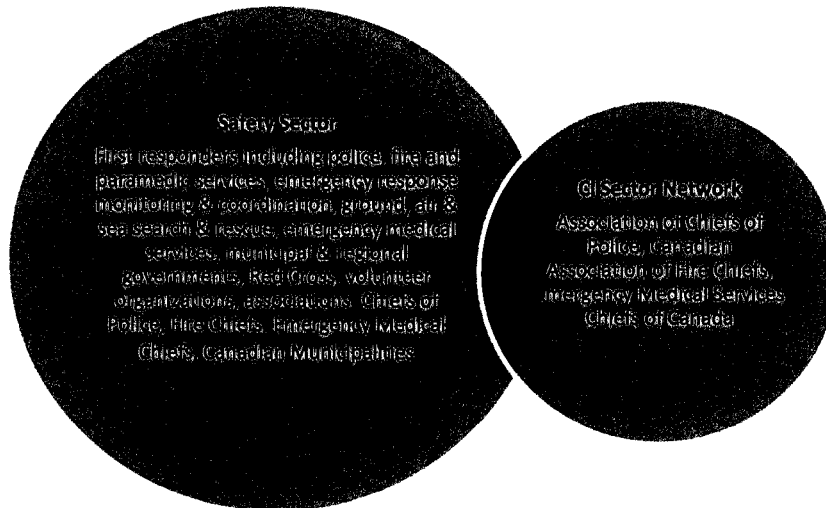 Safety Sector
First responders including police, fire and
paramedic services, emergency response
monitoring & coordination, ground, air &
sea search & rescue, emergency medical
services, municipal & regional
governments, Red Cross, volunteer
organizations, associations. Chiefs of
Police, Fire Chiefs. Emergency Medical
Chiefs, Canadian Municipalities
CI Sector Network
Association of Chiefs of
Police, Canadian
Association of Fire Chiefs,
mergency Medical Services
Chiefs of Canada